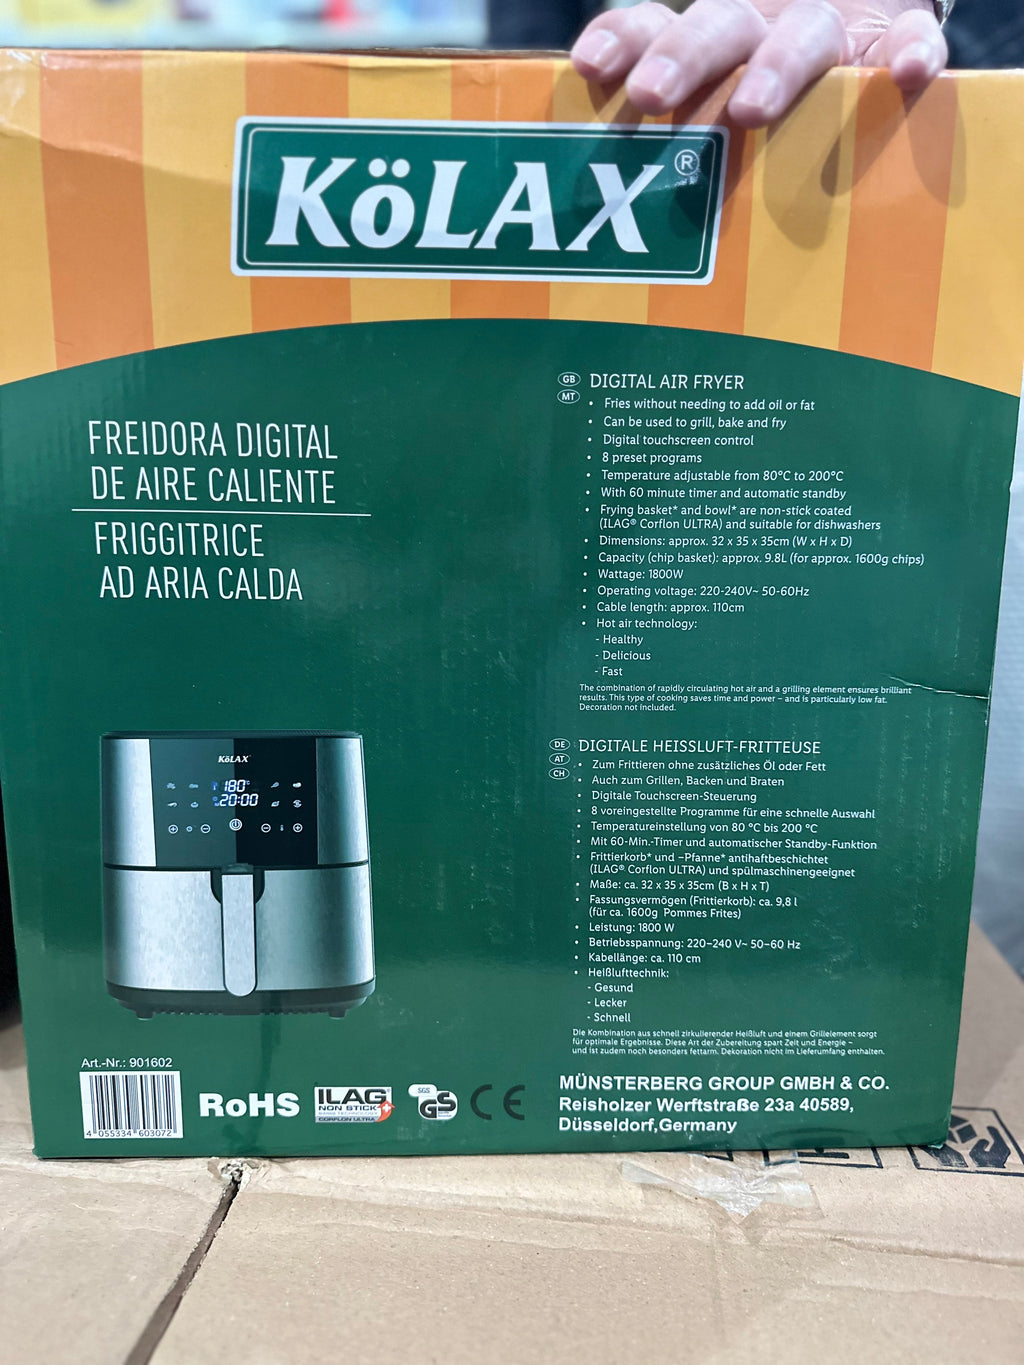 KöLAX®
FREIDORA DIGITAL
DE AIRE CALIENTE
FRIGGITRICE
AD ARIA CALDA
GB
MT
DIGITAL AIR FRYER
• Fries without needing to add oil or fat
• Can be used to grill, bake and fry
• Digital touchscreen control
• 8 preset programs
• Temperature adjustable from 80°C to 200°C
• With 60 minute timer and automatic standby
• Frying basket* and bowl* are non-stick coated
(ILAG® Corflon ULTRA) and suitable for dishwashers
• Dimensions: approx. 32 x 35 x 35cm (W x H x D)
• Capacity (chip basket): approx. 9.8L (for approx. 1600g chips)
• Wattage: 1800W
• Operating voltage: 220-240V~ 50-60Hz
• Cable length: approx. 110cm
• Hot air technology:
- Healthy
- Delicious
- Fast
The combination of rapidly circulating hot air and a grilling element ensures brilliant
results. This type of cooking saves time and power – and is particularly low fat.
Decoration not included.
DE
AT
CH
DIGITALE HEISSLUFT-FRITTEUSE
• Zum Frittieren ohne zusätzliches Öl oder Fett
• Auch zum Grillen, Backen und Braten
• Digitale Touchscreen-Steuerung
• 8 voreingestellte Programme für eine schnelle Auswahl
• Temperatureinstellung von 80 °C bis 200 °C
• Mit 60-Min.-Timer und automatischer Standby-Funktion
• Frittierkorb* und –Pfanne* antihaftbeschichtet
(ILAG® Corflon ULTRA) und spülmaschinengeeignet
• Maße: ca. 32 x 35 x 35cm (B x H x T)
• Fassungsvermögen (Frittierkorb): ca. 9,8 l
(für ca. 1600g Pommes Frites)
• Leistung: 1800 W
• Betriebsspannung: 220–240 V~ 50–60 Hz
• Kabellänge: ca. 110 cm
• Heißlufttechnik:
- Gesund
- Lecker
- Schnell
Die Kombination aus schnell zirkulierender Heißluft und einem Grillelement sorgt
für optimale Ergebnisse. Diese Art der Zubereitung spart Zeit und Energie –
und ist zudem noch besonders fettarm. Dekoration nicht im Lieferumfang enthalten.
KöLAX
180°
20:00
Art.-Nr.: 901602
4 055334 603072
RoHS
ILAG
NON STICK
CORFLON ULTRA
SGS
GS
CE
MÜNSTERBERG GROUP GMBH & CO.
Reisholzer Werftstraße 23a 40589,
Düsseldorf,Germany